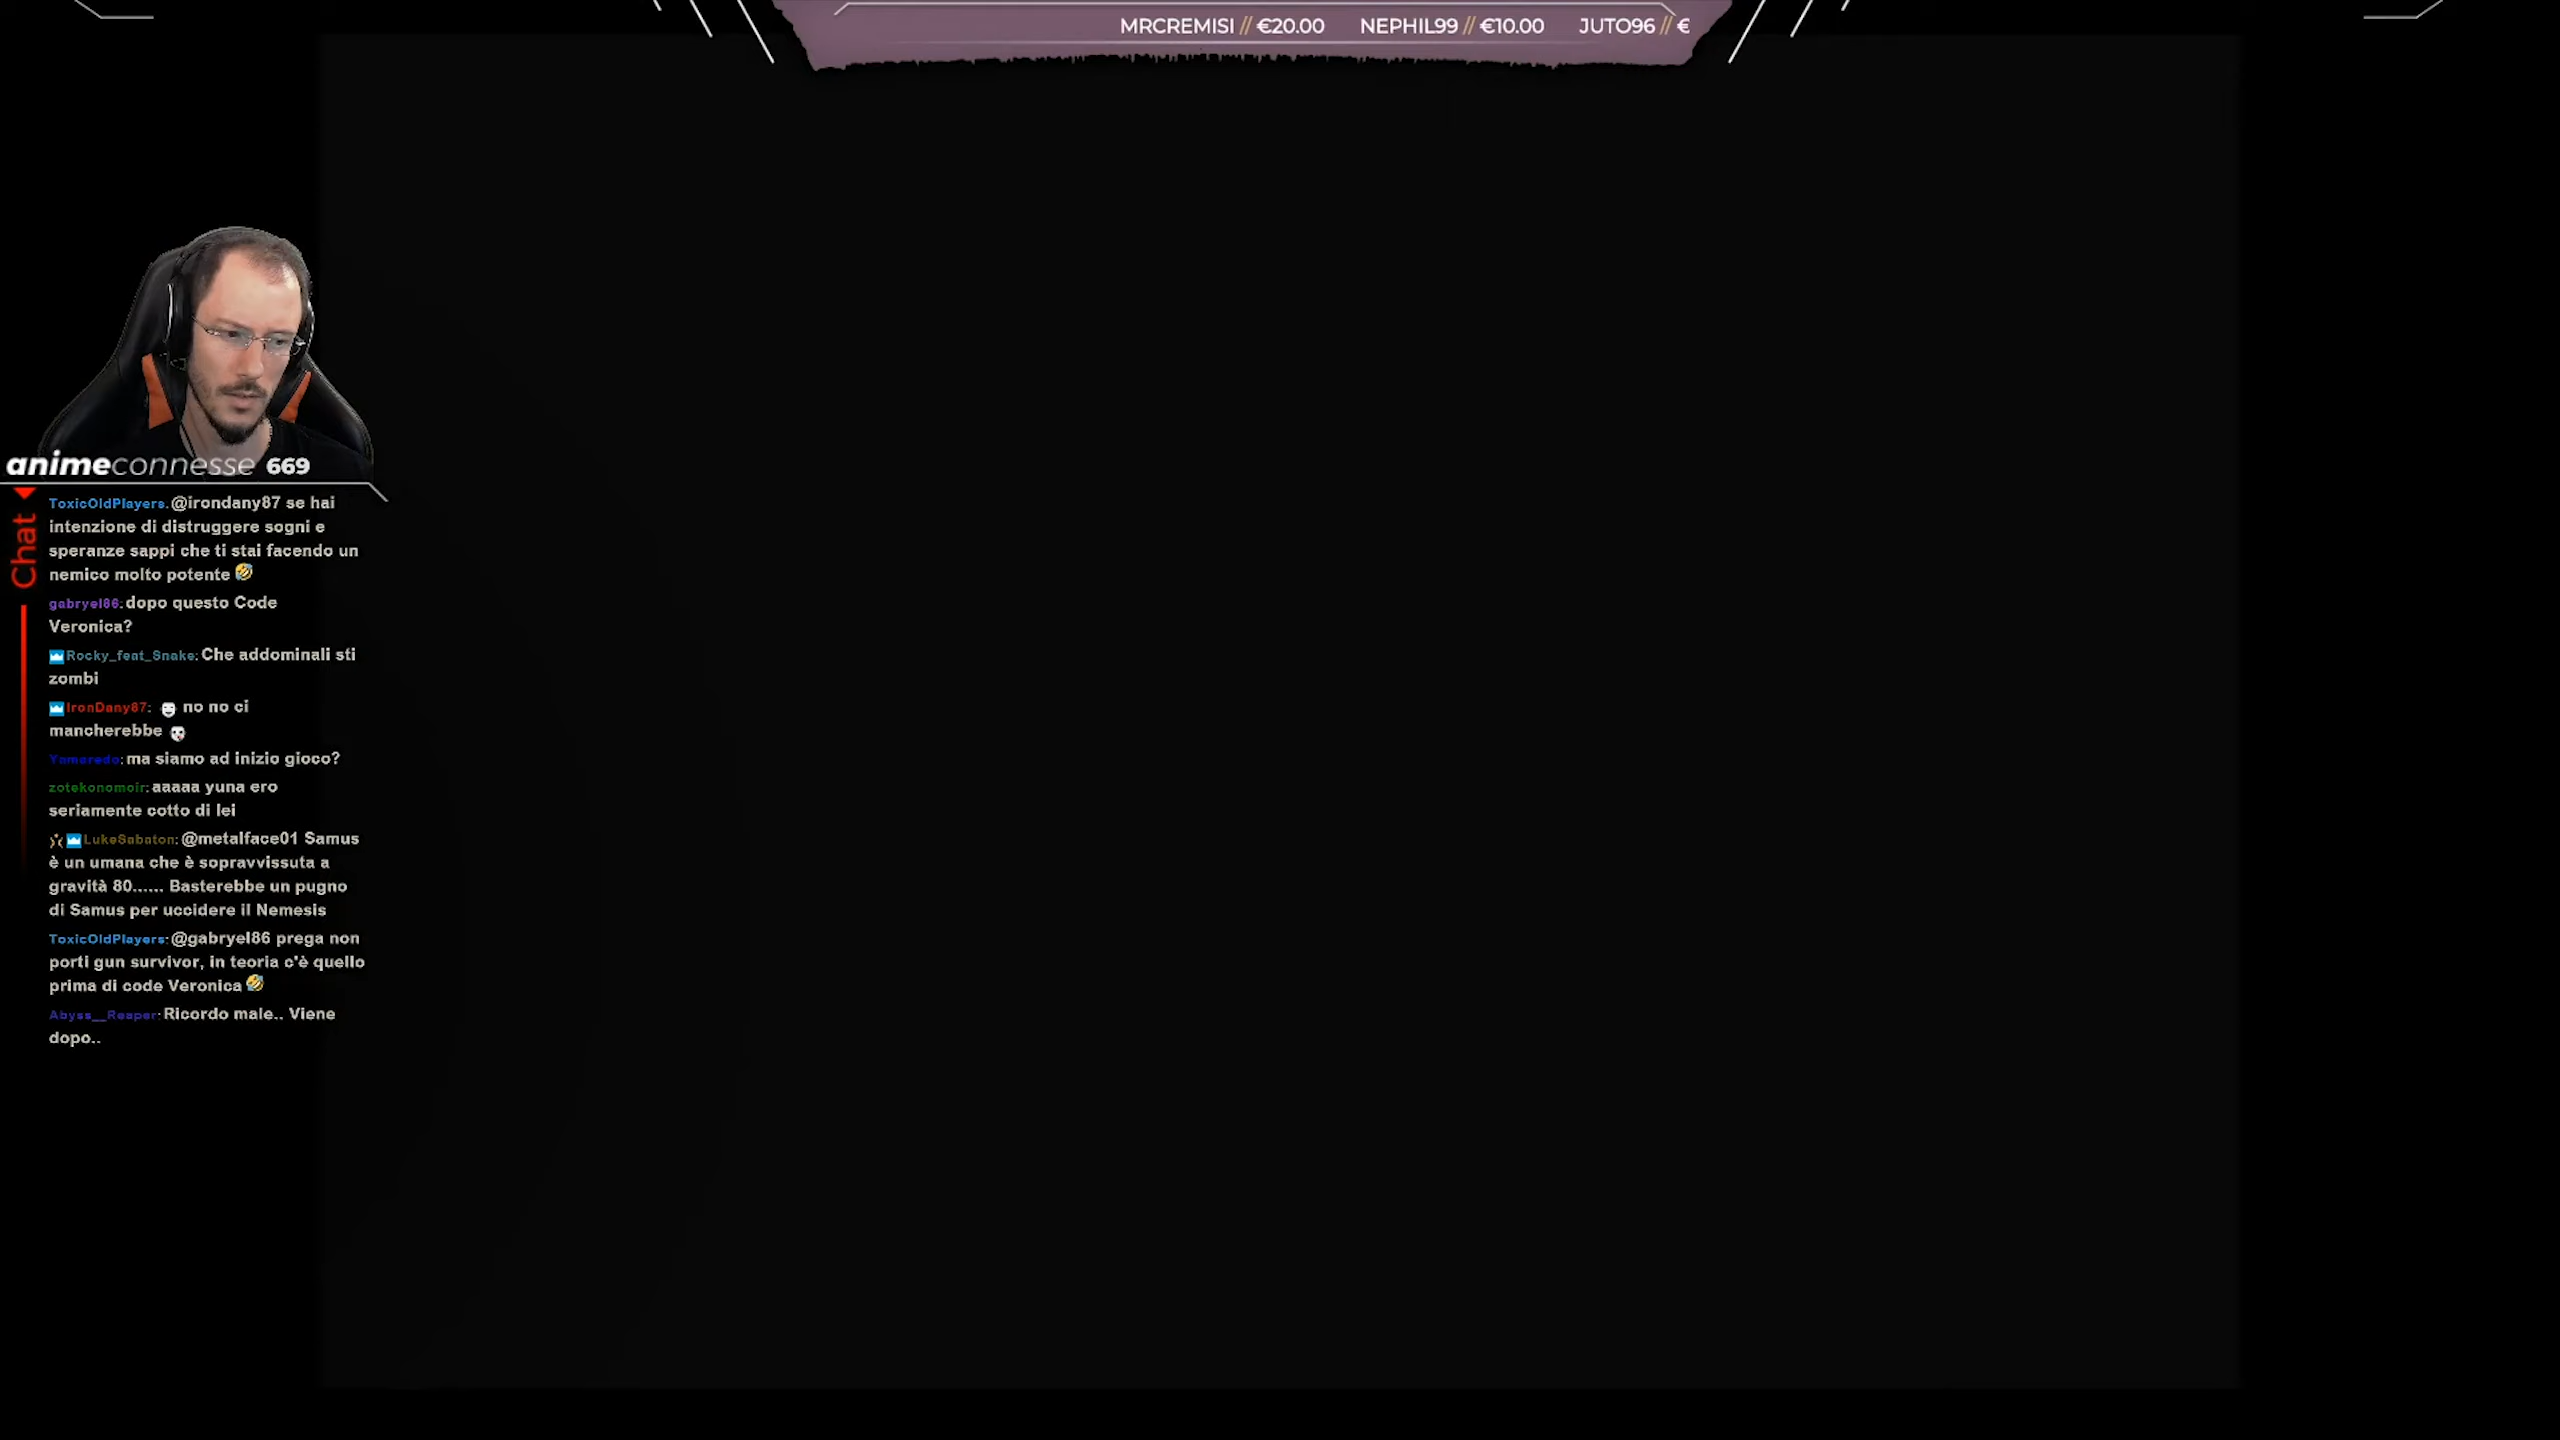 MRCREMISI // €20.00 NEPHIL99 // €10.00 JUTO96 // €
animeconnesse 669
Chat
ToxicOldPlayers: @irondany87 se hai
intenzione di distruggere sogni e
speranze sappi che ti stai facendo un
nemico molto potente 🤣
gabryel86: dopo questo Code
Veronica?
Rocky_feat_Snake: Che addominali sti
zombi
IronDany87: no no ci
mancherebbe
Yamoredo: ma siamo ad inizio gioco?
zotekonomoir: aaaaa yuna ero
seriamente cotto di lei
LukeSabaton: @metalface01 Samus
è un umana che è sopravvissuta a
gravità 80...... Basterebbe un pugno
di Samus per uccidere il Nemesis
ToxicOldPlayers: @gabryel86 prega non
porti gun survivor, in teoria c'è quello
prima di code Veronica 🤣
Abyss__Reaper: Ricordo male.. Viene
dopo..